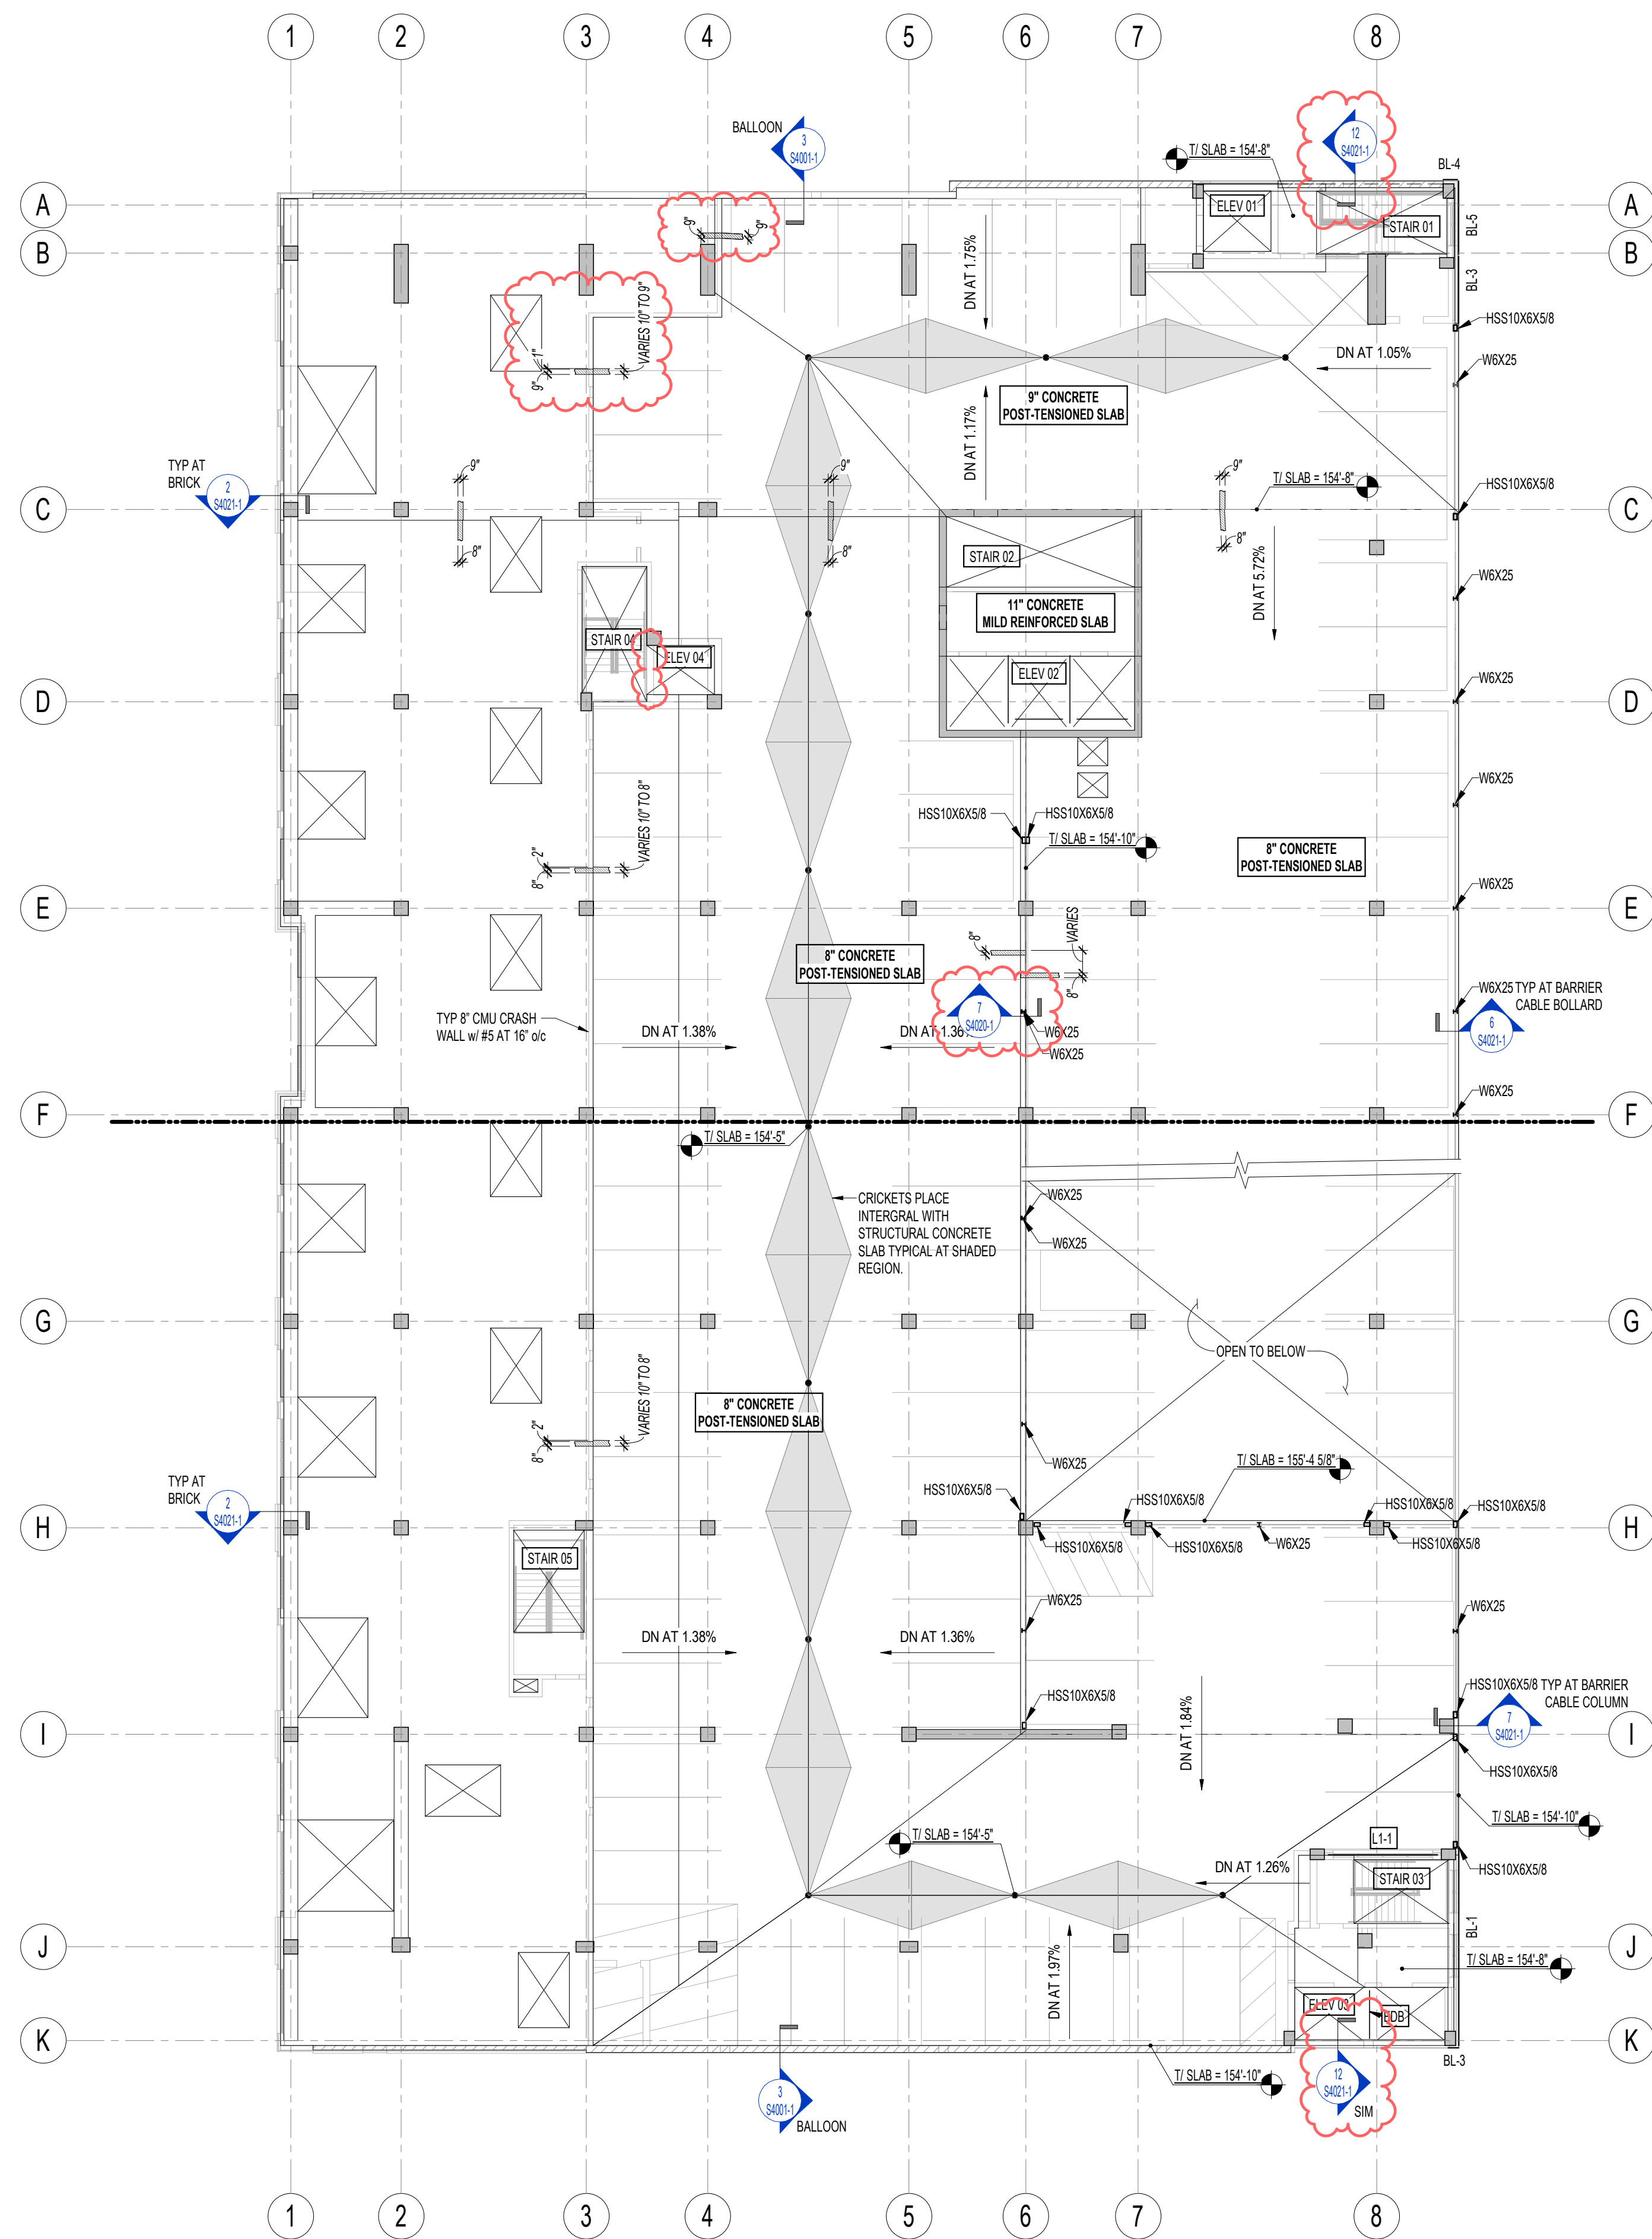 1 2 3 4 5 6 7 8
12
S4021-1
BALLOON
3
S4001-1
T/ SLAB = 154'-8"
BL-4
A
ELEV 01
STAIR 01
BL-5
A
9"
9"
B
B
DN AT 1.75%
BL-3
VARIES 10" TO 9"
1"
9"
HSS10X6X5/8
DN AT 1.05%
W6X25
9" CONCRETE
POST-TENSIONED SLAB
DN AT 1.17%
TYP AT
BRICK
2
S4021-1
9"
9"
9"
T/ SLAB = 154'-8"
HSS10X6X5/8
C
C
8"
8"
8"
STAIR 02
DN AT 5.72%
W6X25
11" CONCRETE
MILD REINFORCED SLAB
STAIR 04
ELEV 04
ELEV 02
W6X25
D
D
VARIES 10" TO 8"
HSS10X6X5/8
HSS10X6X5/8
W6X25
T/ SLAB = 154'-10"
2"
8"
8" CONCRETE
POST-TENSIONED SLAB
W6X25
E
E
VARIES
8"
8" CONCRETE
POST-TENSIONED SLAB
8"
W6X25
TYP AT BARRIER
CABLE BOLLARD
7
S4020-1
6
S4021-1
TYP 8" CMU CRASH
WALL w/ #5 AT 16" o/c
DN AT 1.38%
DN AT 1.36%
W6X25
W6X25
W6X25
F
F
T/ SLAB = 154'-5"
CRICKETS PLACE
INTERGRAL WITH
STRUCTURAL CONCRETE
SLAB TYPICAL AT SHADED
REGION.
W6X25
W6X25
G
G
OPEN TO BELOW
VARIES 10" TO 8"
8" CONCRETE
POST-TENSIONED SLAB
2"
8"
W6X25
T/ SLAB = 155'-4 5/8"
TYP AT
BRICK
2
S4021-1
HSS10X6X5/8
HSS10X6X5/8
HSS10X6X5/8
HSS10X6X5/8
H
H
HSS10X6X5/8
HSS10X6X5/8
W6X25
HSS10X6X5/8
STAIR 05
W6X25
W6X25
DN AT 1.38%
DN AT 1.36%
HSS10X6X5/8
HSS10X6X5/8
TYP AT BARRIER
CABLE COLUMN
7
S4021-1
DN AT 1.84%
I
I
HSS10X6X5/8
T/ SLAB = 154'-10"
T/ SLAB = 154'-5"
L1-1
DN AT 1.26%
STAIR 03
HSS10X6X5/8
BL-1
J
J
DN AT 1.97%
T/ SLAB = 154'-8"
ELEV 03
HDB
K
K
BL-3
T/ SLAB = 154'-10"
3
S4001-1
BALLOON
12
S4021-1
SIM
1 2 3 4 5 6 7 8